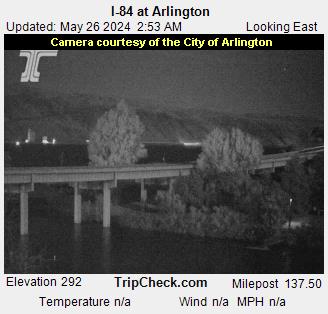 I-84 at Arlington
Updated: May 26 2024 2:53 AM Looking East
Camera courtesy of the City of Arlington
Elevation 292 TripCheck.com Milepost 137.50
Temperature n/a Wind n/a MPH n/a